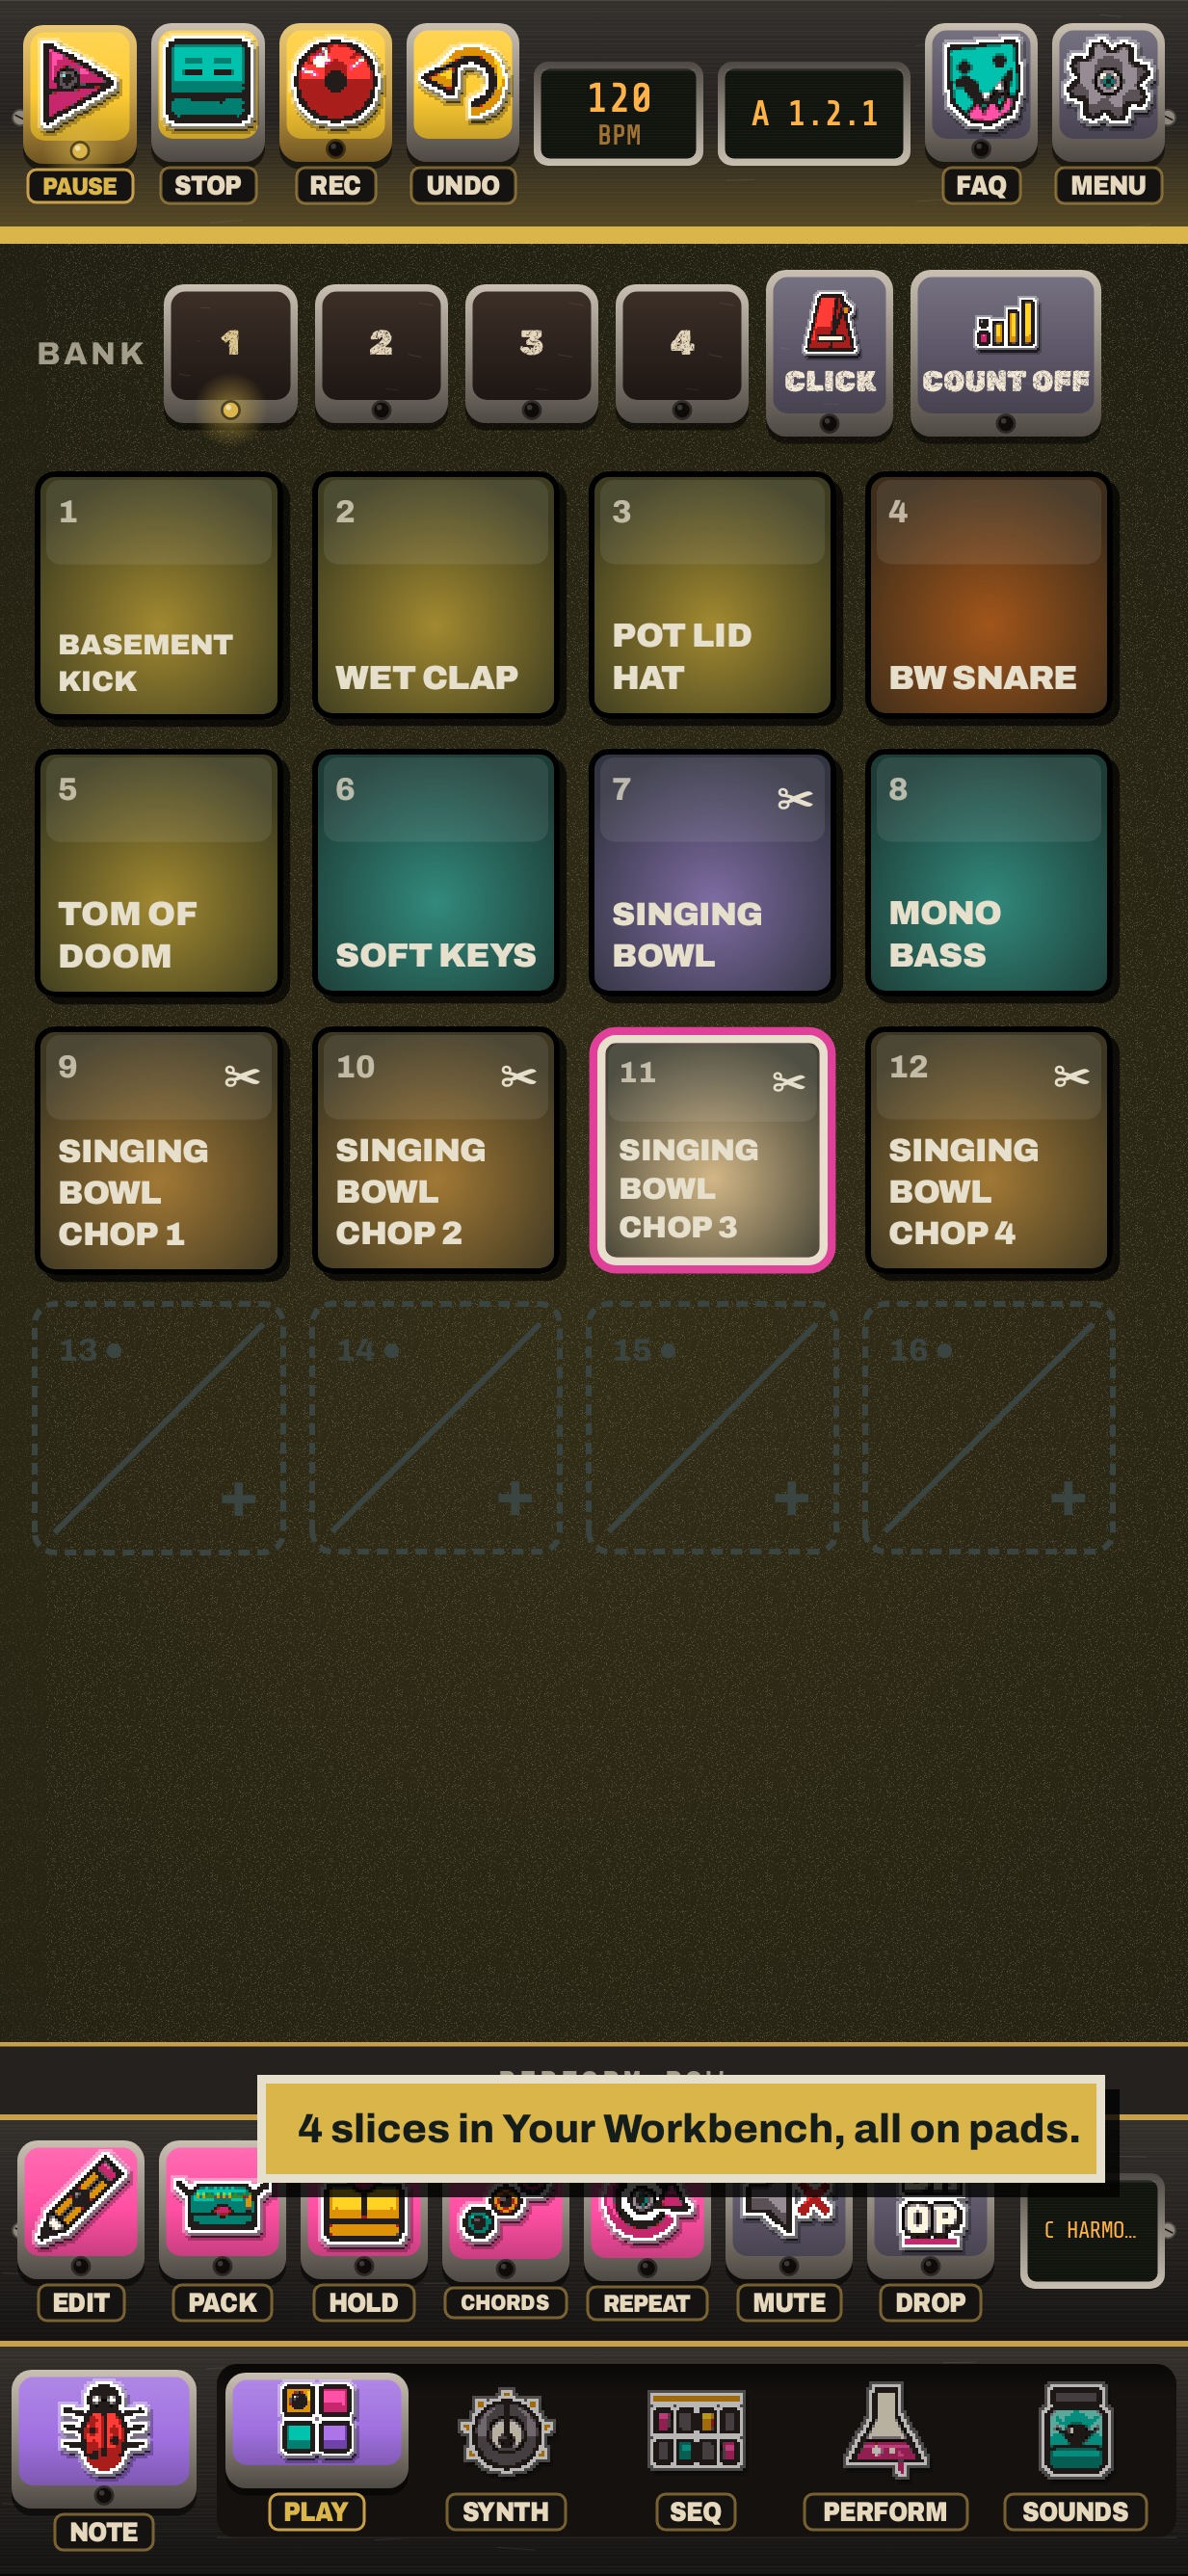 120
BPM
A 1.2.1
PAUSE
STOP
REC
UNDO
FAQ
MENU
BANK
1
2
3
4
CLICK
COUNT OFF
1
BASEMENT
KICK
2
WET CLAP
3
POT LID
HAT
4
BW SNARE
5
TOM OF
DOOM
6
SOFT KEYS
7
SINGING
BOWL
8
MONO
BASS
9
SINGING
BOWL
CHOP 1
10
SINGING
BOWL
CHOP 2
11
SINGING
BOWL
CHOP 3
12
SINGING
BOWL
CHOP 4
13
14
15
16
4 slices in Your Workbench, all on pads.
OP
C HARMO…
EDIT
PACK
HOLD
CHORDS
REPEAT
MUTE
DROP
NOTE
PLAY
SYNTH
SEQ
PERFORM
SOUNDS